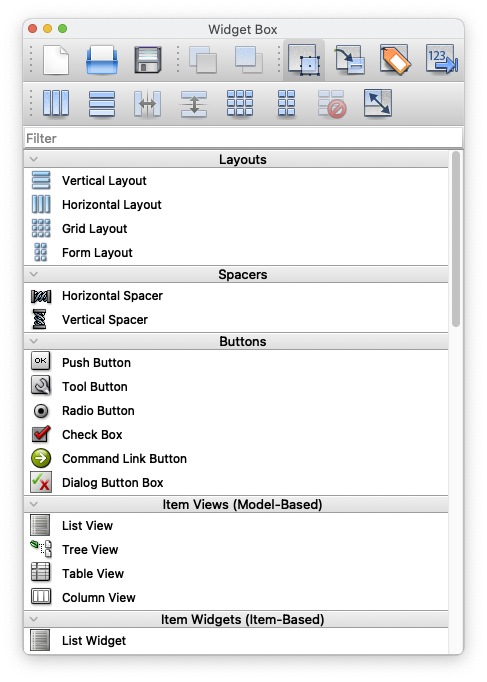 Widget Box
123
Filter
Layouts
Vertical Layout
Horizontal Layout
Grid Layout
Form Layout
Spacers
Horizontal Spacer
Vertical Spacer
Buttons
OK
Push Button
Tool Button
Radio Button
Check Box
Command Link Button
Dialog Button Box
Item Views (Model-Based)
List View
Tree View
Table View
Column View
Item Widgets (Item-Based)
List Widget